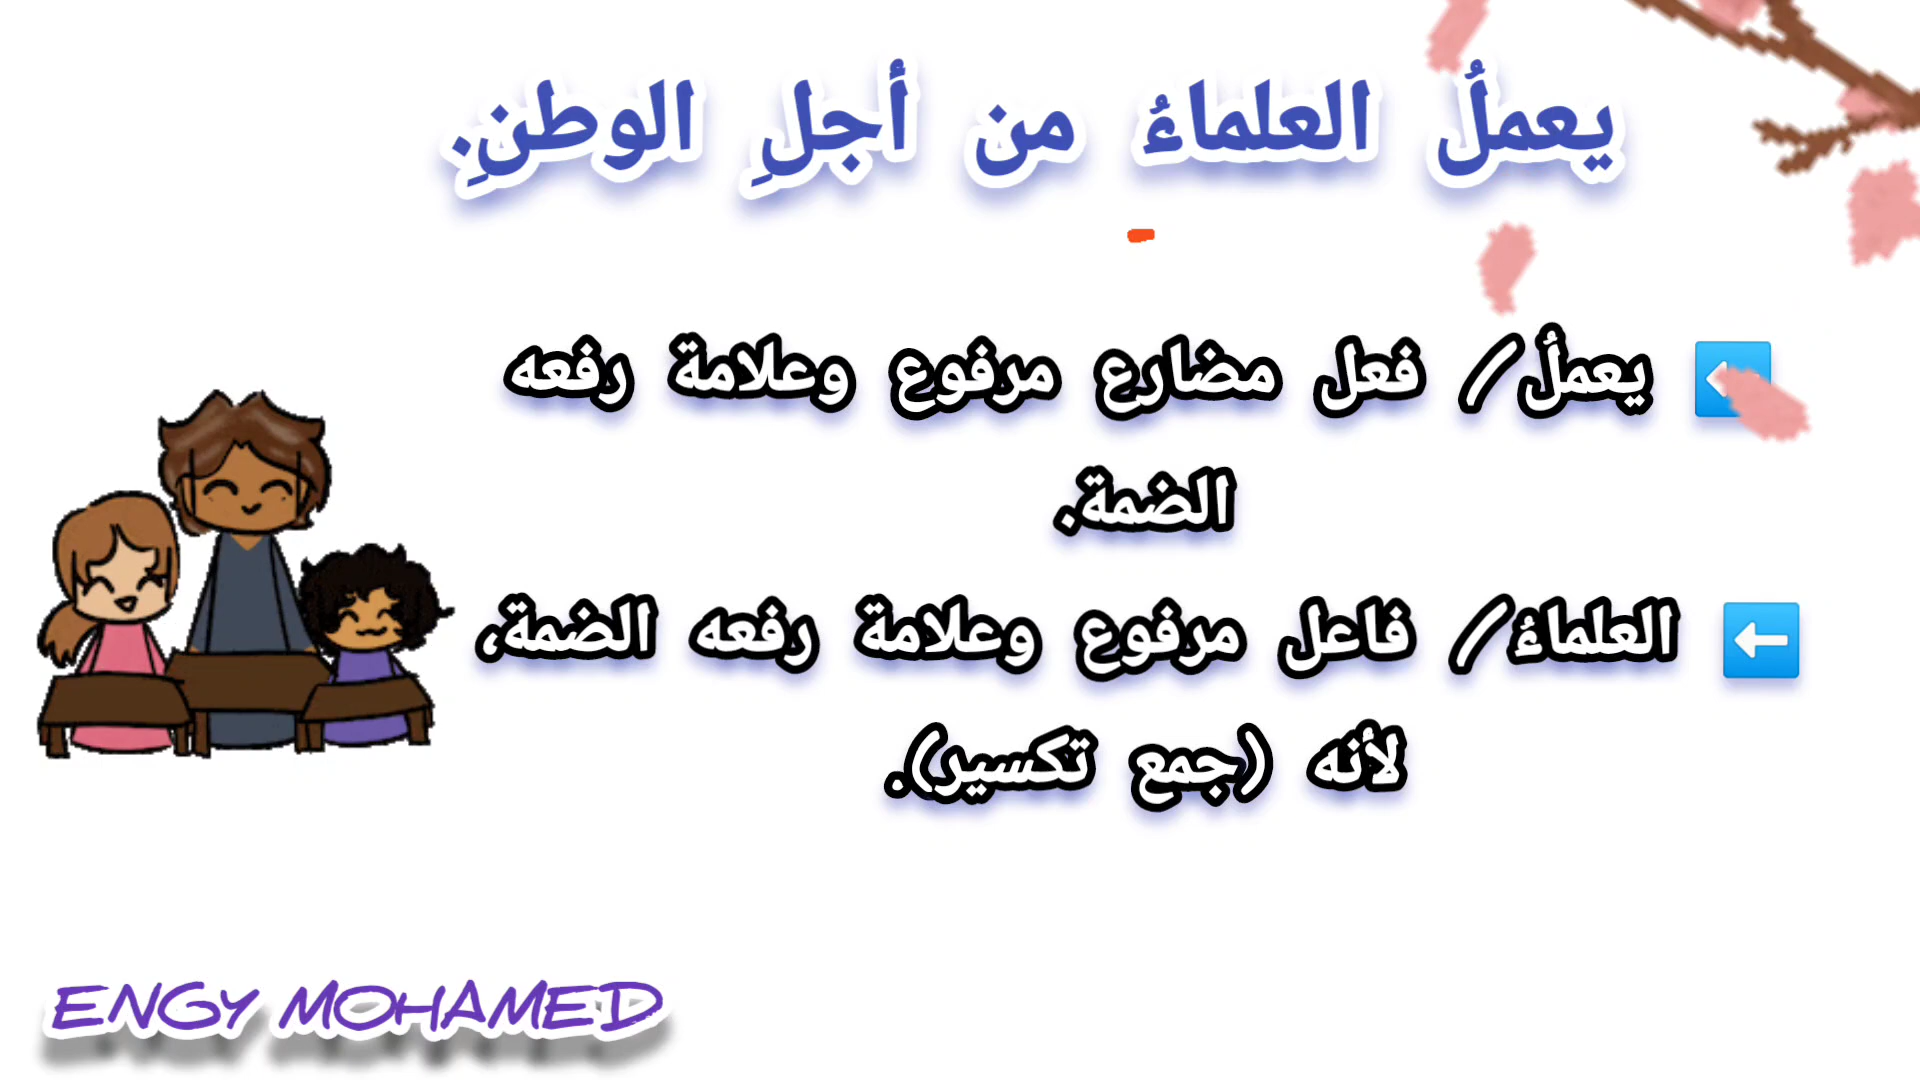 يعملُ العلماءُ من أجلِ الوطنِ.
⬅️ يعملُ/ فعل مضارع مرفوع وعلامة رفعه
الضمة.
⬅️ العلماءُ/ فاعل مرفوع وعلامة رفعه الضمة،
لأنه (جمع تكسير).
ENGY MOHAMED